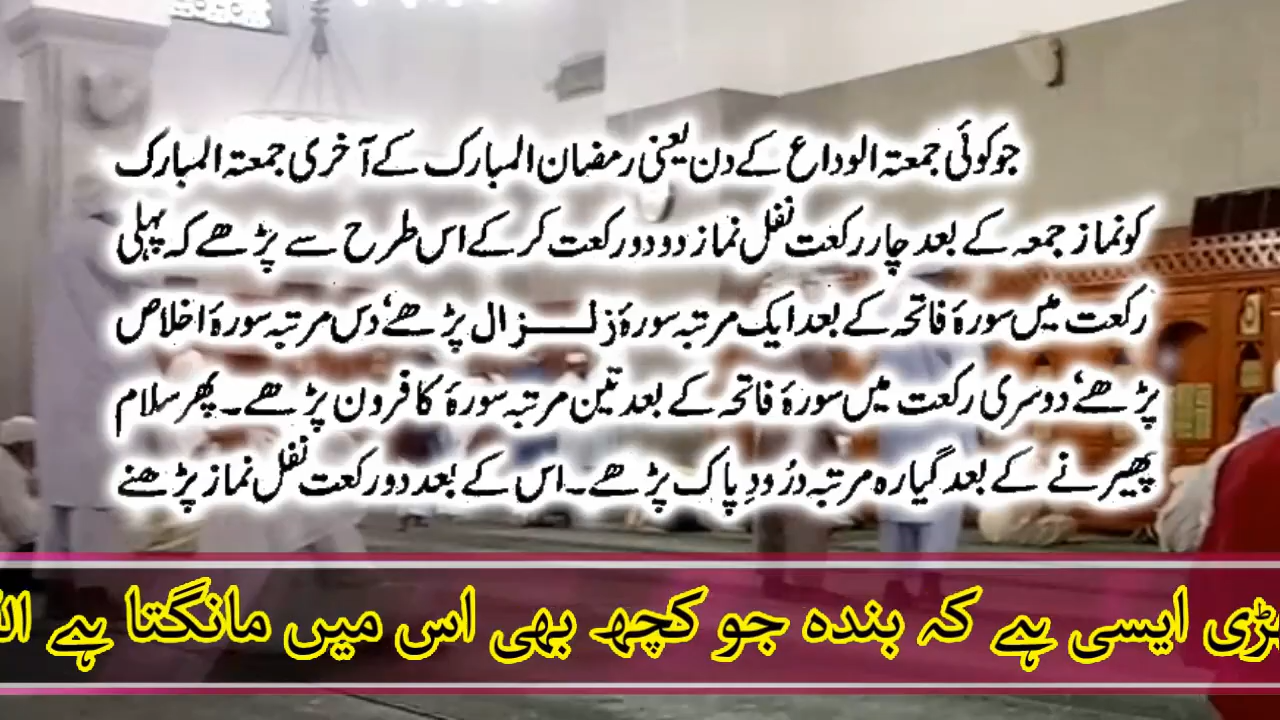 جو کوئی جمعتہ الوداع کے دن یعنی رمضان المبارک کے آخری جمعتہ المبارک
کو نماز جمعہ کے بعد چار رکعت نفل نماز دو دو رکعت کر کے اس طرح سے پڑھے کہ پہلی
رکعت میں سورۂ فاتحہ کے بعد ایک مرتبہ سورۂ زلزال پڑھے، دس مرتبہ سورۂ اخلاص
پڑھے، دوسری رکعت میں سورۂ فاتحہ کے بعد تین مرتبہ سورۂ کافرون پڑھے۔ پھر سلام
پھیرنے کے بعد گیارہ مرتبہ درُودِ پاک پڑھے۔ اس کے بعد دو رکعت نفل نماز پڑھنے
ایسی ہے کہ بندہ جو کچھ بھی اس میں مانگتا ہے